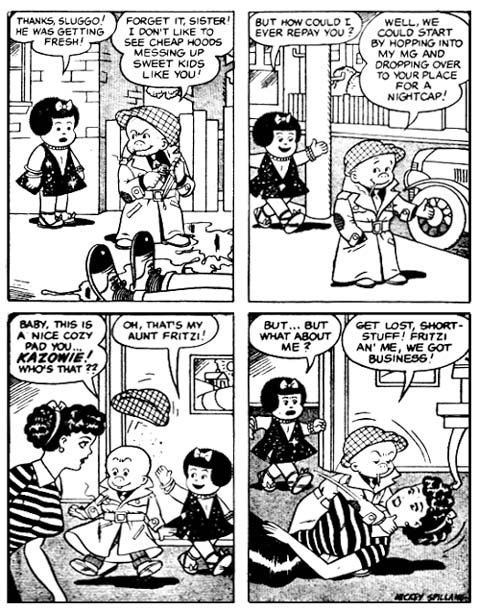 THANKS, SLUGGO!
HE WAS GETTING
FRESH!
FORGET IT, SISTER!
I DON'T LIKE TO
SEE CHEAP HOODS
MESSING UP
SWEET KIDS
LIKE YOU!
BUT HOW COULD I
EVER REPAY YOU?
WELL, WE
COULD START
BY HOPPING INTO
MY MG AND
DROPPING OVER
TO YOUR PLACE
FOR A
NIGHTCAP!
BABY, THIS IS
A NICE COZY
PAD YOU...
KAZOWIE!
WHO'S THAT??
OH, THAT'S MY
AUNT FRITZI!
BUT... BUT
WHAT ABOUT
ME?
GET LOST, SHORT-
STUFF! FRITZI
AN' ME, WE GOT
BUSINESS!
MICKEY SPILLANE